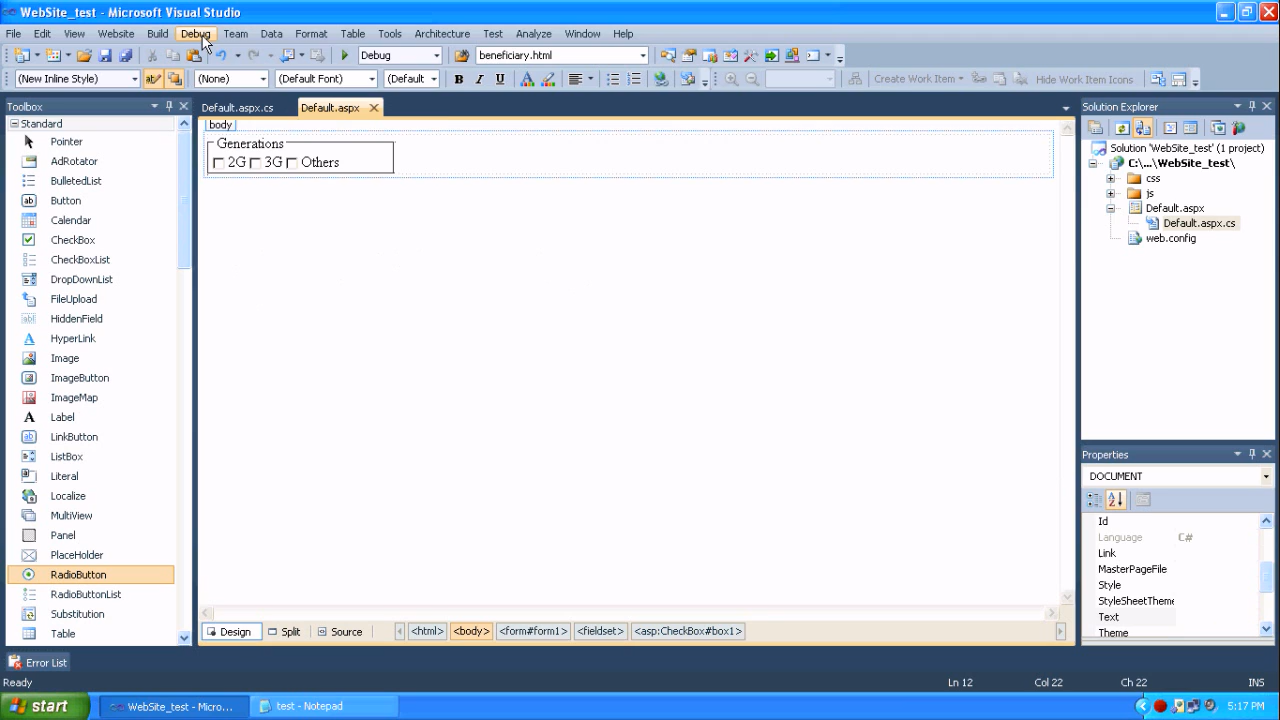 WebSite_test - Microsoft Visual Studio
File Edit View Website Build Debug Team Data Format Table Tools Architecture Test Analyze Window Help
Debug beneficiary.html
(New Inline Style) (None) (Default Font) (Default B I U A Create Work Item Hide Work Item Icons
Toolbox
Standard
Pointer
AdRotator
BulletedList
Button
Calendar
CheckBox
CheckBoxList
DropDownList
FileUpload
HiddenField
HyperLink
Image
ImageButton
ImageMap
Label
LinkButton
ListBox
Literal
Localize
MultiView
Panel
PlaceHolder
RadioButton
RadioButtonList
Substitution
Table
Default.aspx.cs Default.aspx
body
Generations
2G 3G Others
Design Split Source <html> <body> <form#form1> <fieldset> <asp:CheckBox#box1>
Solution Explorer
Solution 'WebSite_test' (1 project)
C:\...\WebSite_test\
css
js
Default.aspx
Default.aspx.cs
web.config
Properties
DOCUMENT
Id
Language C#
Link
MasterPageFile
Style
StyleSheetTheme
Text
Theme
Error List
Ready Ln 12 Col 22 Ch 22 INS
start WebSite_test - Micro... test - Notepad 5:17 PM